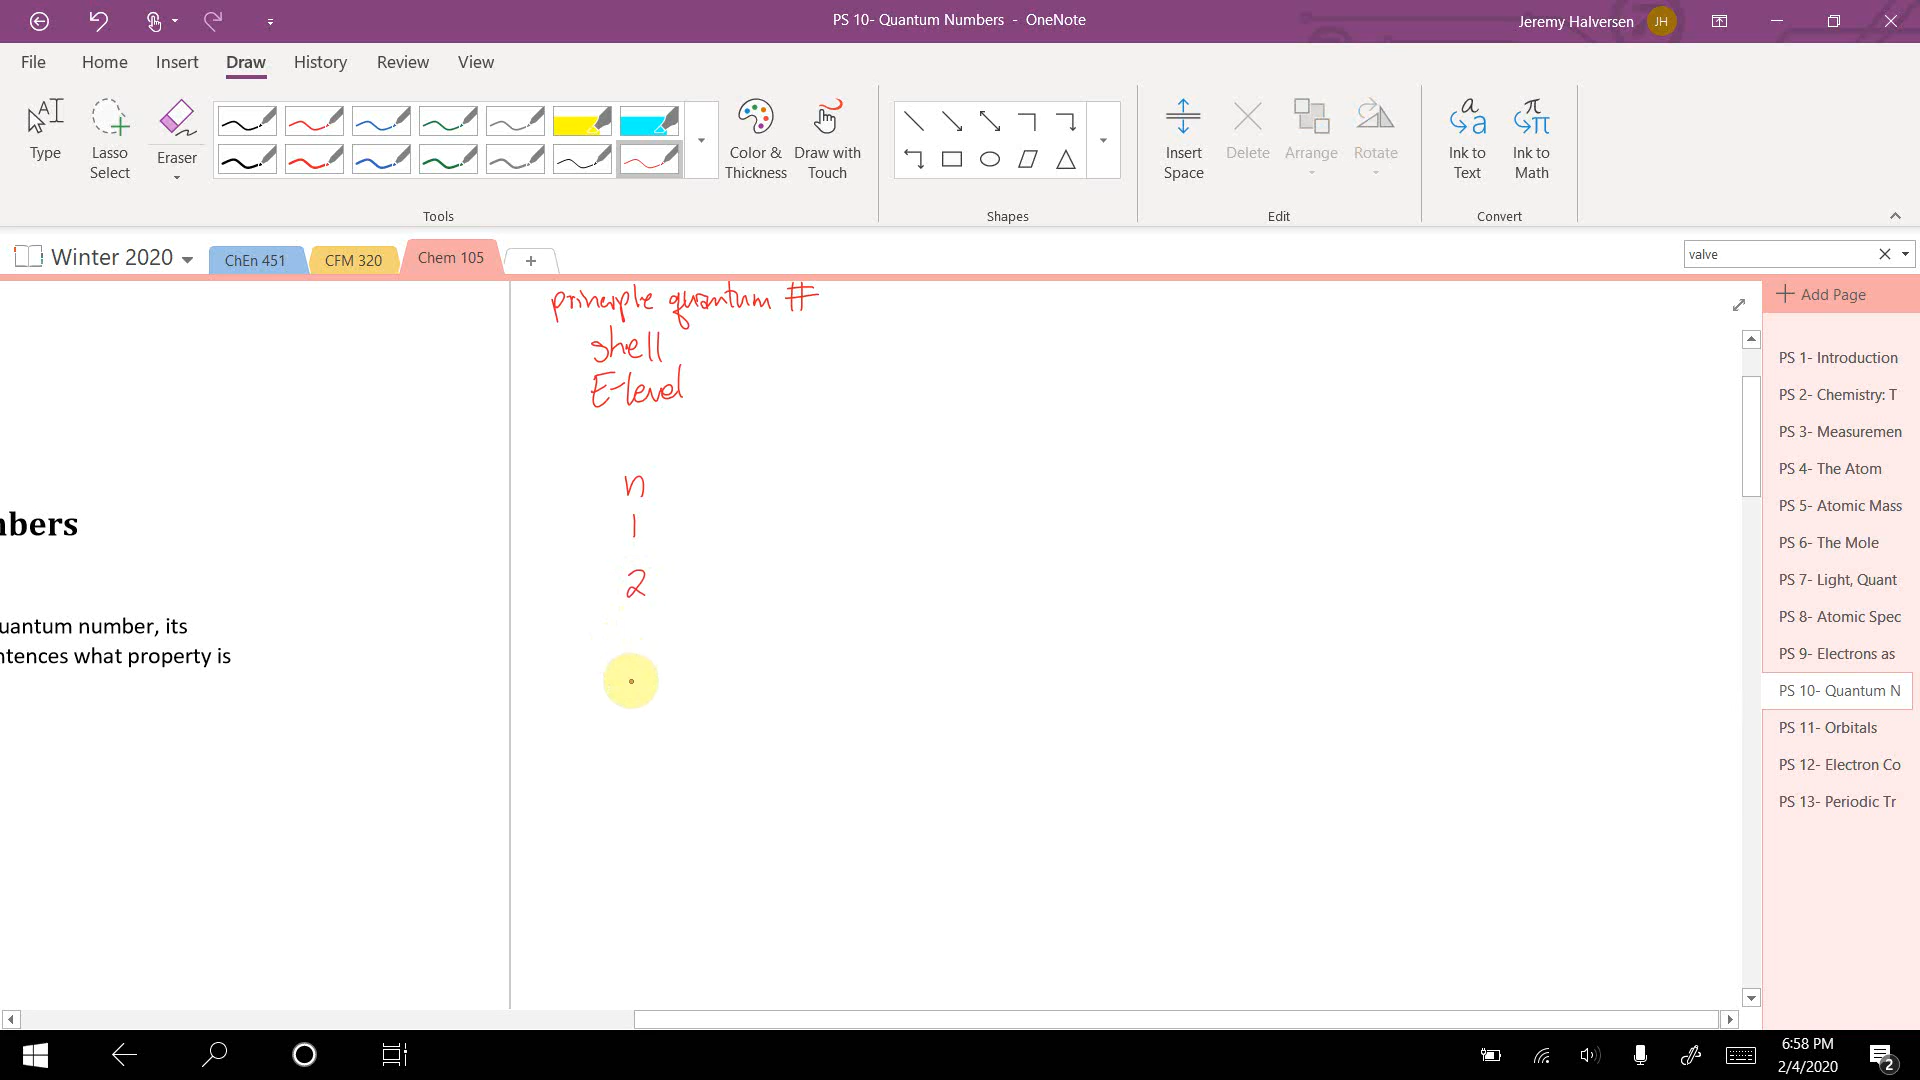 PS 10- Quantum Numbers - OneNote
Jeremy Halversen
JH
File Home Insert Draw History Review View
Type
Lasso Select
Eraser
Color & Thickness
Draw with Touch
Insert Space
Delete
Arrange
Rotate
Ink to Text
Ink to Math
Tools
Shapes
Edit
Convert
Winter 2020
ChEn 451
CFM 320
Chem 105
+
valve
Add Page
PS 1- Introduction
PS 2- Chemistry: T
PS 3- Measuremen
PS 4- The Atom
PS 5- Atomic Mass
PS 6- The Mole
PS 7- Light, Quant
PS 8- Atomic Spec
PS 9- Electrons as
PS 10- Quantum N
PS 11- Orbitals
PS 12- Electron Co
PS 13- Periodic Tr
nbers
uantum number, its
ntences what property is
principle quantum #
shell
E-level
n
1
2
6:58 PM
2/4/2020
2